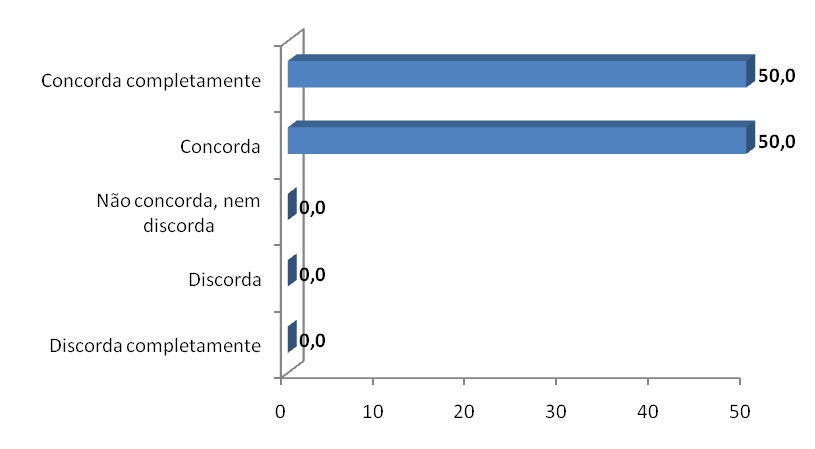 Concorda completamente 50,0
Concorda 50,0
Não concorda, nem
discorda 0,0
Discorda 0,0
Discorda completamente 0,0
0 10 20 30 40 50